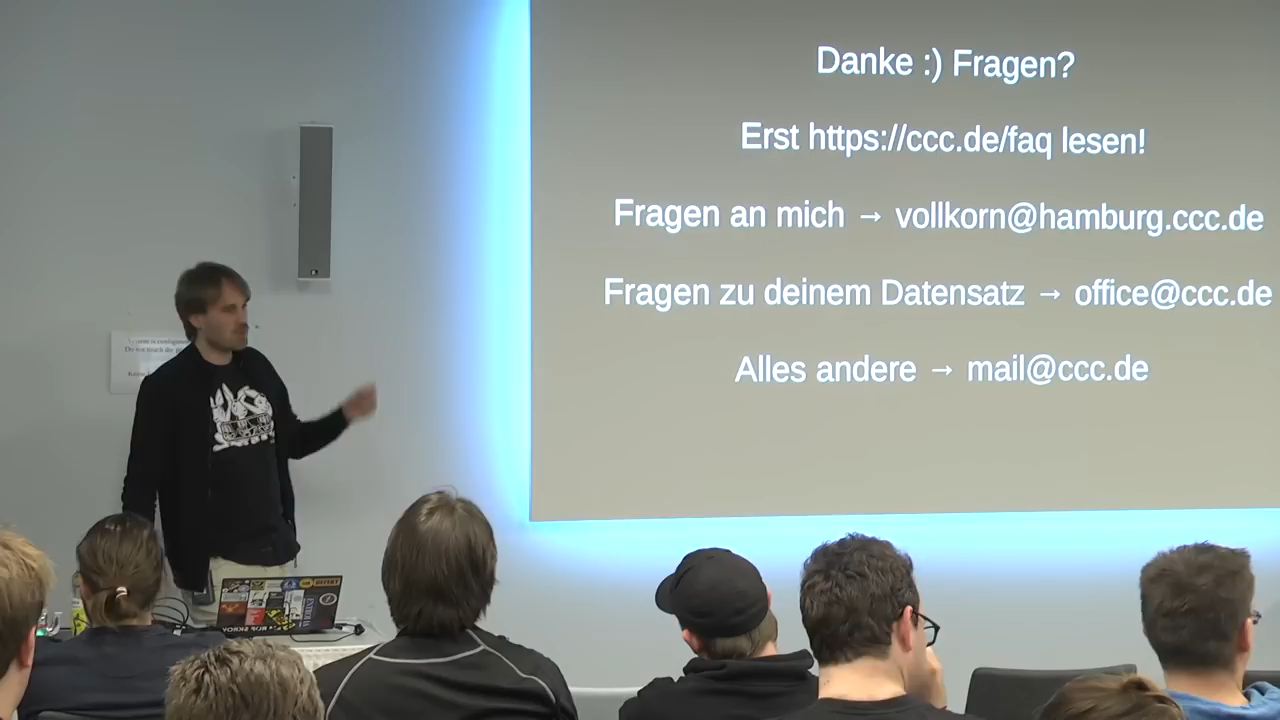 Danke :) Fragen?
Erst https://ccc.de/faq lesen!
Fragen an mich → vollkorn@hamburg.ccc.de
Fragen zu deinem Datensatz → office@ccc.de
Alles andere → mail@ccc.de